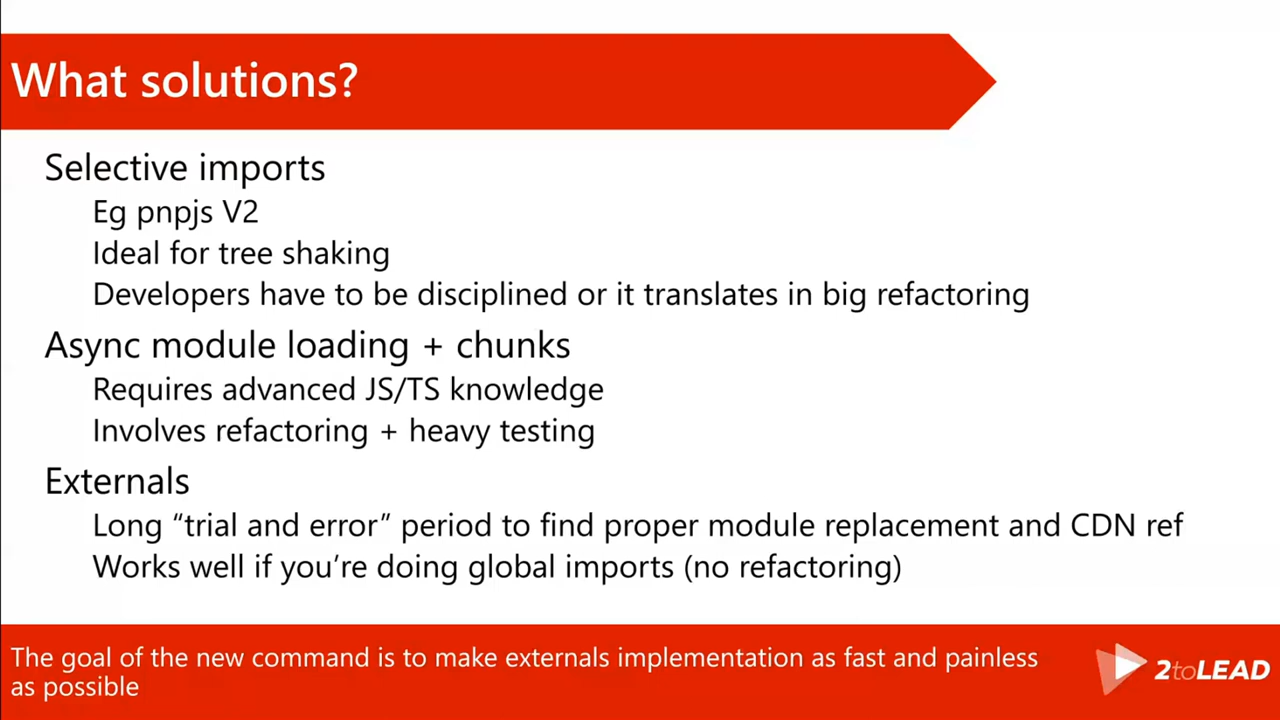 What solutions?
Selective imports
Eg pnpjs V2
Ideal for tree shaking
Developers have to be disciplined or it translates in big refactoring
Async module loading + chunks
Requires advanced JS/TS knowledge
Involves refactoring + heavy testing
Externals
Long “trial and error” period to find proper module replacement and CDN ref
Works well if you’re doing global imports (no refactoring)
The goal of the new command is to make externals implementation as fast and painless
as possible
2toLEAD